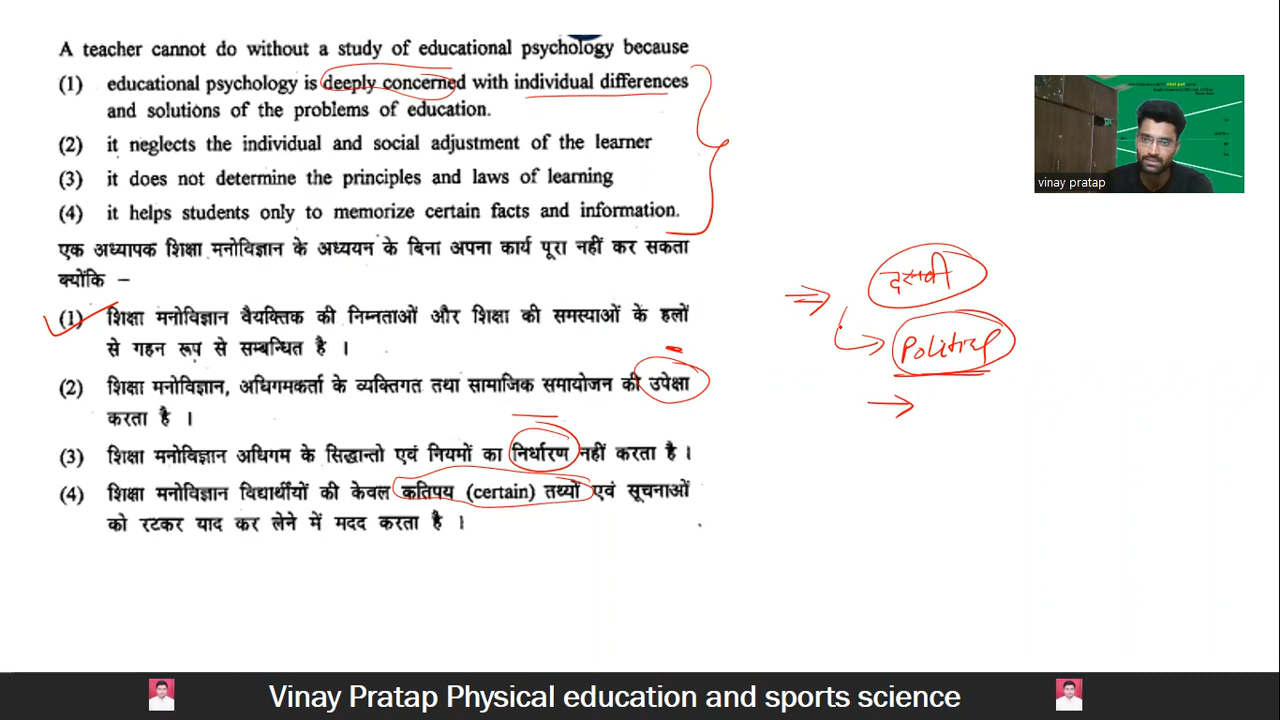 A teacher cannot do without a study of educational psychology because
(1) educational psychology is deeply concerned with individual differences
and solutions of the problems of education.
(2) it neglects the individual and social adjustment of the learner
(3) it does not determine the principles and laws of learning
(4) it helps students only to memorize certain facts and information.
एक अध्यापक शिक्षा मनोविज्ञान के अध्ययन के बिना अपना कार्य पूरा नहीं कर सकता
क्योंकि –
(1) शिक्षा मनोविज्ञान वैयक्तिक की निम्नताओं और शिक्षा की समस्याओं के हलों
से गहन रूप से सम्बन्धित है ।
(2) शिक्षा मनोविज्ञान, अधिगमकर्ता के व्यक्तिगत तथा सामाजिक समायोजन की उपेक्षा
करता है ।
(3) शिक्षा मनोविज्ञान अधिगम के सिद्धान्तो एवं नियमों का निर्धारण नहीं करता है ।
(4) शिक्षा मनोविज्ञान विद्यार्थीयों की केवल कतिपय (certain) तथ्यों एवं सूचनाओं
को रटकर याद कर लेने में मदद करता है ।
दसवी
Political
vinay pratap
Vinay Pratap Physical education and sports science